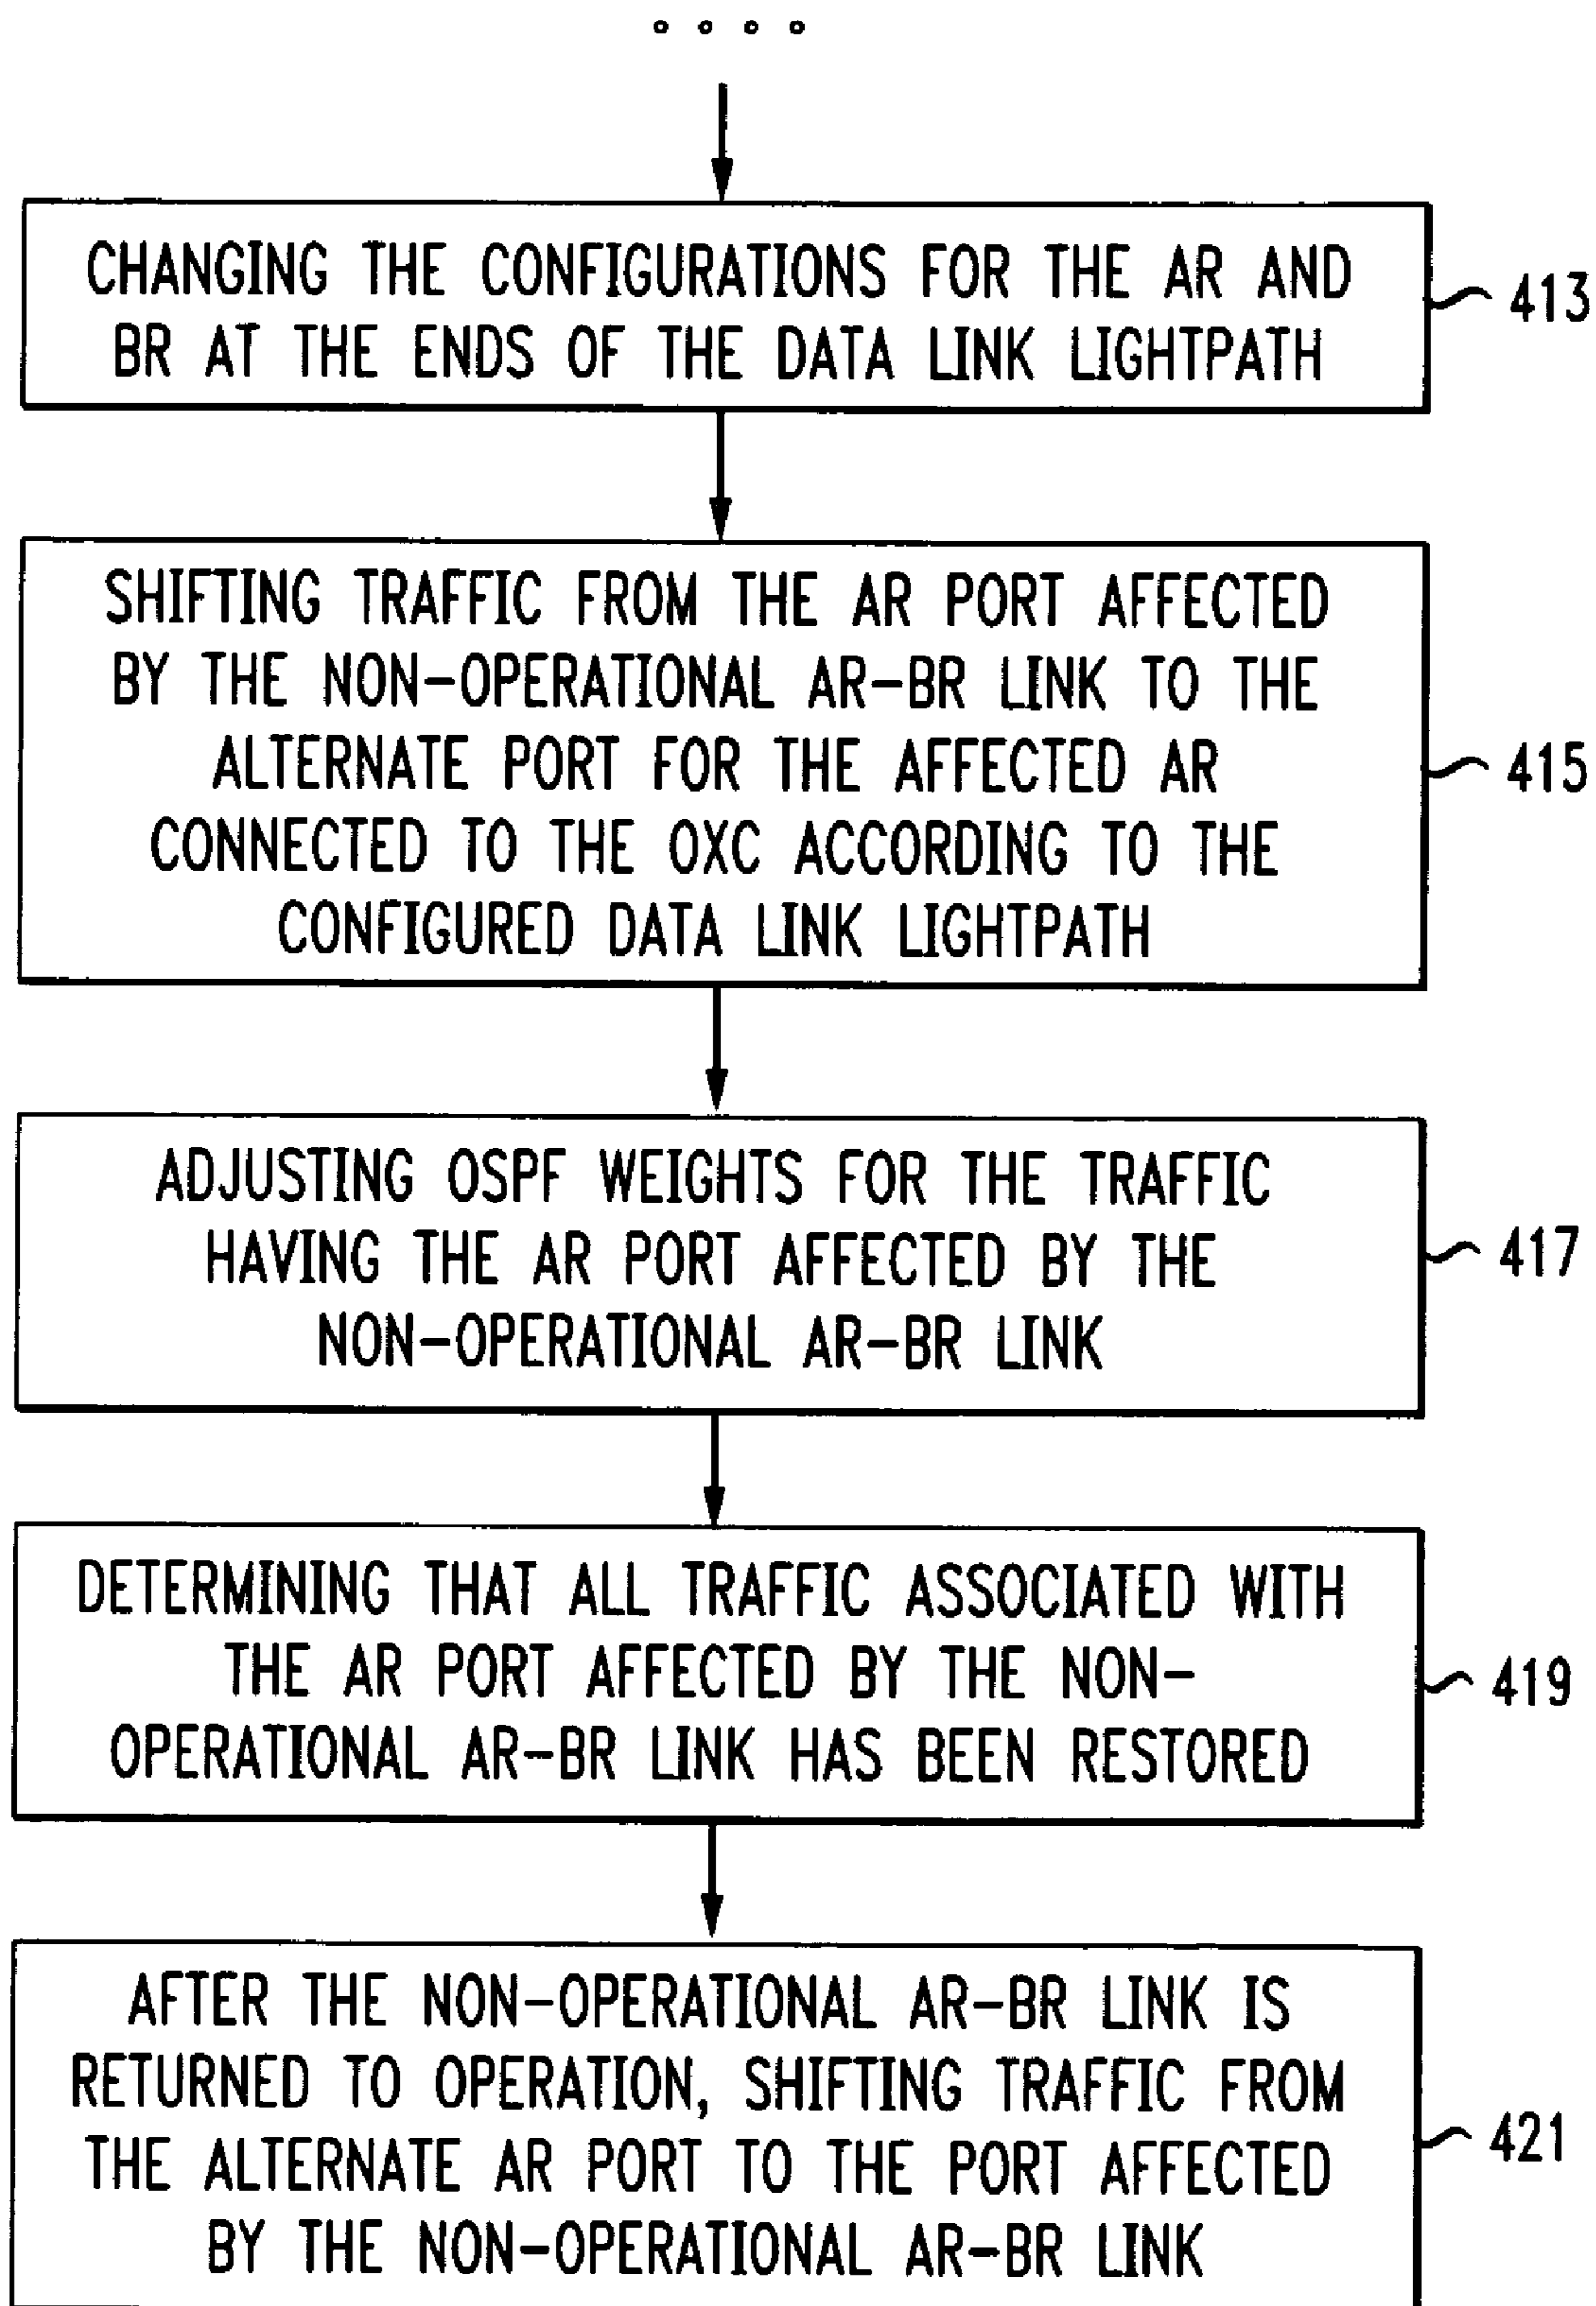 CHANGING THE CONFIGURATIONS FOR THE AR AND
BR AT THE ENDS OF THE DATA LINK LIGHTPATH
413
SHIFTING TRAFFIC FROM THE AR PORT AFFECTED
BY THE NON-OPERATIONAL AR-BR LINK TO THE
ALTERNATE PORT FOR THE AFFECTED AR
CONNECTED TO THE OXC ACCORDING TO THE
CONFIGURED DATA LINK LIGHTPATH
415
ADJUSTING OSPF WEIGHTS FOR THE TRAFFIC
HAVING THE AR PORT AFFECTED BY THE
NON-OPERATIONAL AR-BR LINK
417
DETERMINING THAT ALL TRAFFIC ASSOCIATED WITH
THE AR PORT AFFECTED BY THE NON-
OPERATIONAL AR-BR LINK HAS BEEN RESTORED
419
AFTER THE NON-OPERATIONAL AR-BR LINK IS
RETURNED TO OPERATION, SHIFTING TRAFFIC FROM
THE ALTERNATE AR PORT TO THE PORT AFFECTED
BY THE NON-OPERATIONAL AR-BR LINK
421